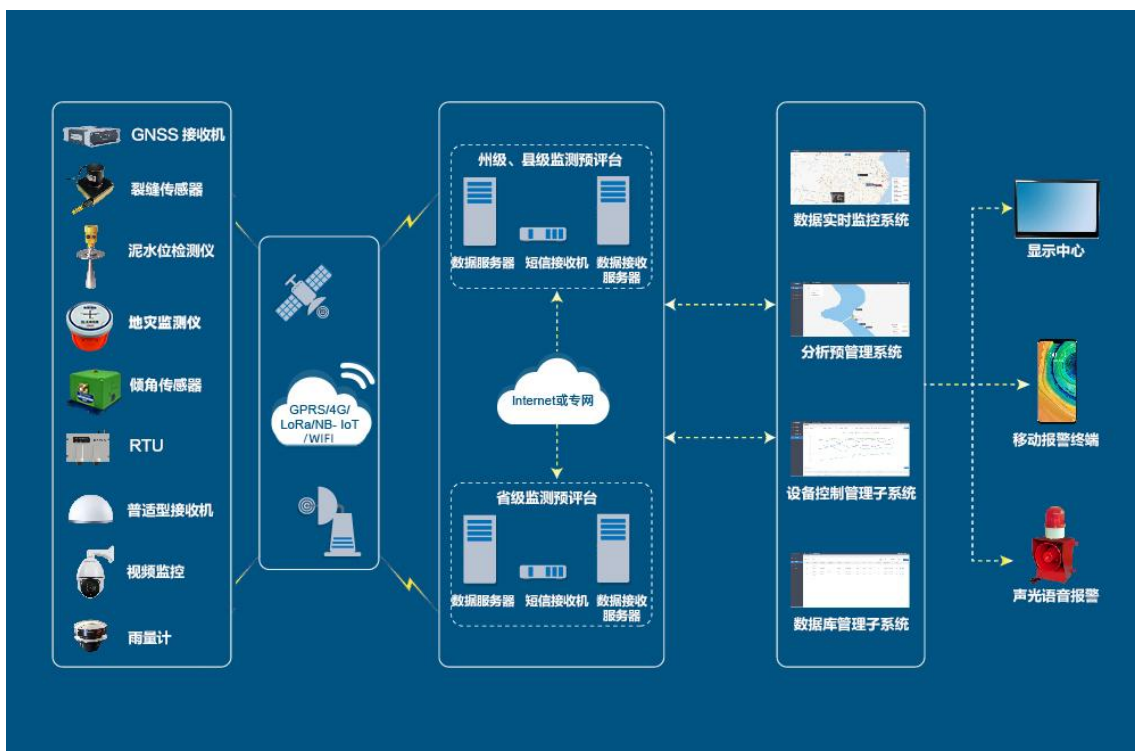 GNSS 接收机
裂缝传感器
泥水位检测仪
地灾监测仪
倾角传感器
RTU
普适型接收机
视频监控
雨量计
GPRS/4G/
LoRa/NB- IoT
/WIFI
州级、县级监测预评台
数据服务器
短信接收机
数据接收
服务器
Internet或专网
省级监测预评台
数据服务器
短信接收机
数据接收
服务器
数据实时监控系统
分析预管理系统
设备控制管理子系统
数据库管理子系统
显示中心
移动报警终端
声光语音报警